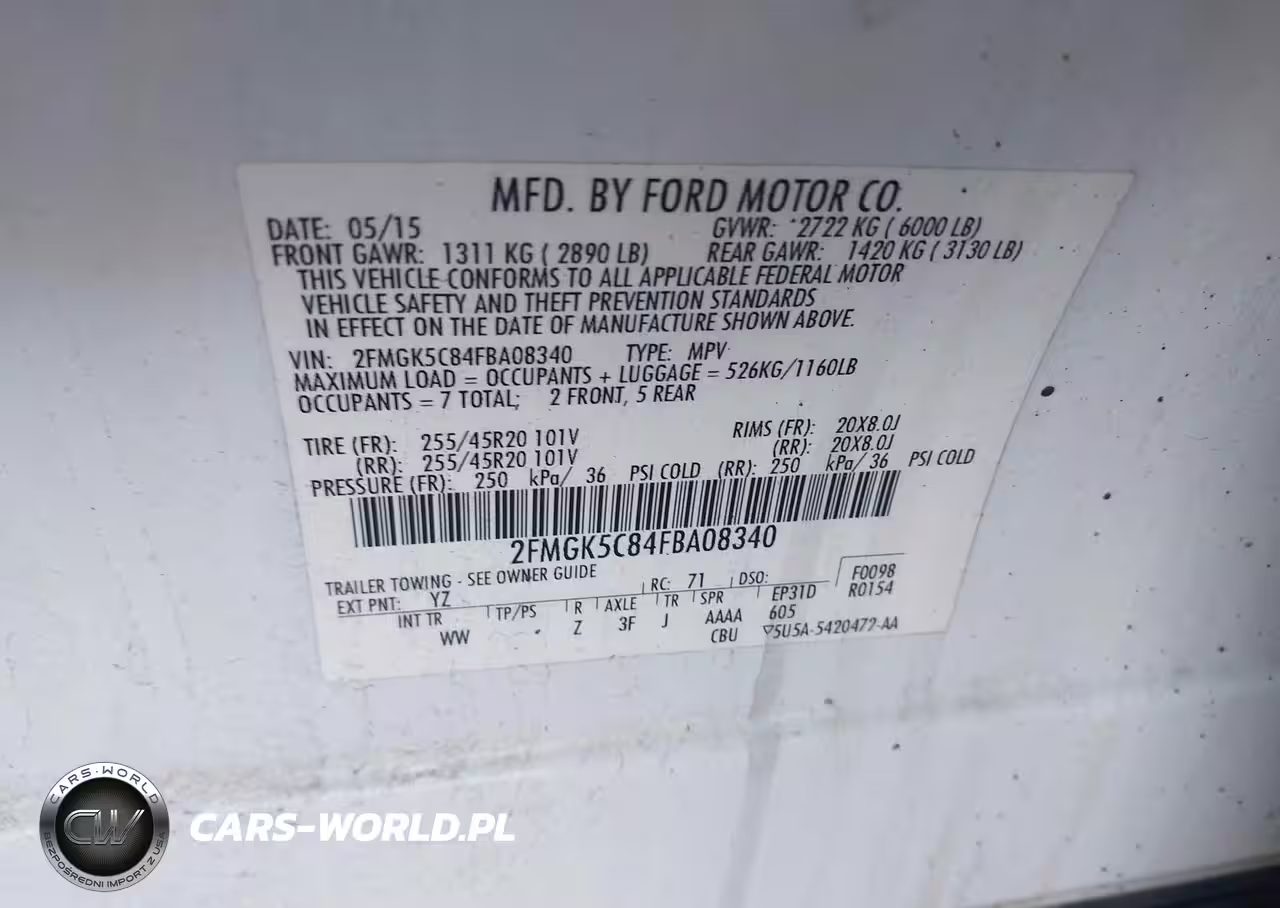 MFD. BY FORD MOTOR CO.
DATE: 05/15 GVWR: 2722 KG ( 6000 LB)
FRONT GAWR: 1311 KG ( 2890 LB) REAR GAWR: 1420 KG ( 3130 LB)
THIS VEHICLE CONFORMS TO ALL APPLICABLE FEDERAL MOTOR
VEHICLE SAFETY AND THEFT PREVENTION STANDARDS
IN EFFECT ON THE DATE OF MANUFACTURE SHOWN ABOVE.
VIN: 2FMGK5C84FBA08340 TYPE: MPV
MAXIMUM LOAD = OCCUPANTS + LUGGAGE = 526KG/1160LB
OCCUPANTS = 7 TOTAL; 2 FRONT, 5 REAR
TIRE (FR): 255/45R20 101V RIMS (FR): 20X8.0J
(RR): 255/45R20 101V (RR): 20X8.0J
PRESSURE (FR): 250 kPa/ 36 PSI COLD (RR): 250 kPa/ 36 PSI COLD
2FMGK5C84FBA08340
TRAILER TOWING - SEE OWNER GUIDE
EXT PNT: YZ RC: 71 DSO: F0098
INT TR TP/PS R AXLE TR SPR EP31D R0154
WW Z 3F J AAAA 605
CBU 5U5A-5420472-AA
CARS-WORLD
CW
BEZPOŚREDNI IMPORT Z USA
CARS-WORLD.PL